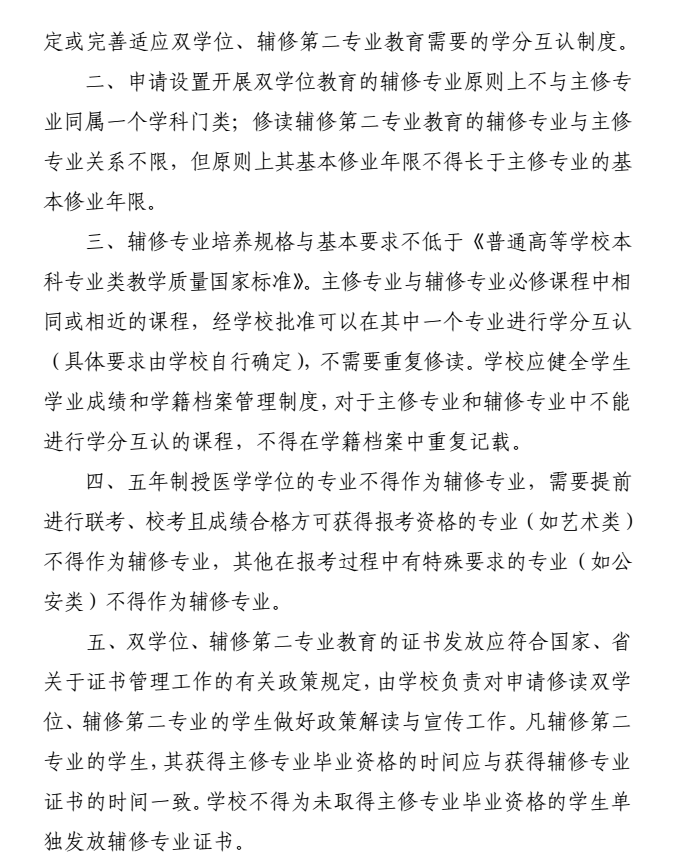 定或完善适应双学位、辅修第二专业教育需要的学分互认制度。
二、申请设置开展双学位教育的辅修专业原则上不与主修专
业同属一个学科门类；修读辅修第二专业教育的辅修专业与主修
专业关系不限，但原则上其基本修业年限不得长于主修专业的基
本修业年限。
三、辅修专业培养规格与基本要求不低于《普通高等学校本
科专业类教学质量国家标准》。主修专业与辅修专业必修课程中相
同或相近的课程，经学校批准可以在其中一个专业进行学分互认
（具体要求由学校自行确定），不需要重复修读。学校应健全学生
学业成绩和学籍档案管理制度，对于主修专业和辅修专业中不能
进行学分互认的课程，不得在学籍档案中重复记载。
四、五年制授医学学位的专业不得作为辅修专业，需要提前
进行联考、校考且成绩合格方可获得报考资格的专业（如艺术类）
不得作为辅修专业，其他在报考过程中有特殊要求的专业（如公
安类）不得作为辅修专业。
五、双学位、辅修第二专业教育的证书发放应符合国家、省
关于证书管理工作的有关政策规定，由学校负责对申请修读双学
位、辅修第二专业的学生做好政策解读与宣传工作。凡辅修第二
专业的学生，其获得主修专业毕业资格的时间应与获得辅修专业
证书的时间一致。学校不得为未取得主修专业毕业资格的学生单
独发放辅修专业证书。